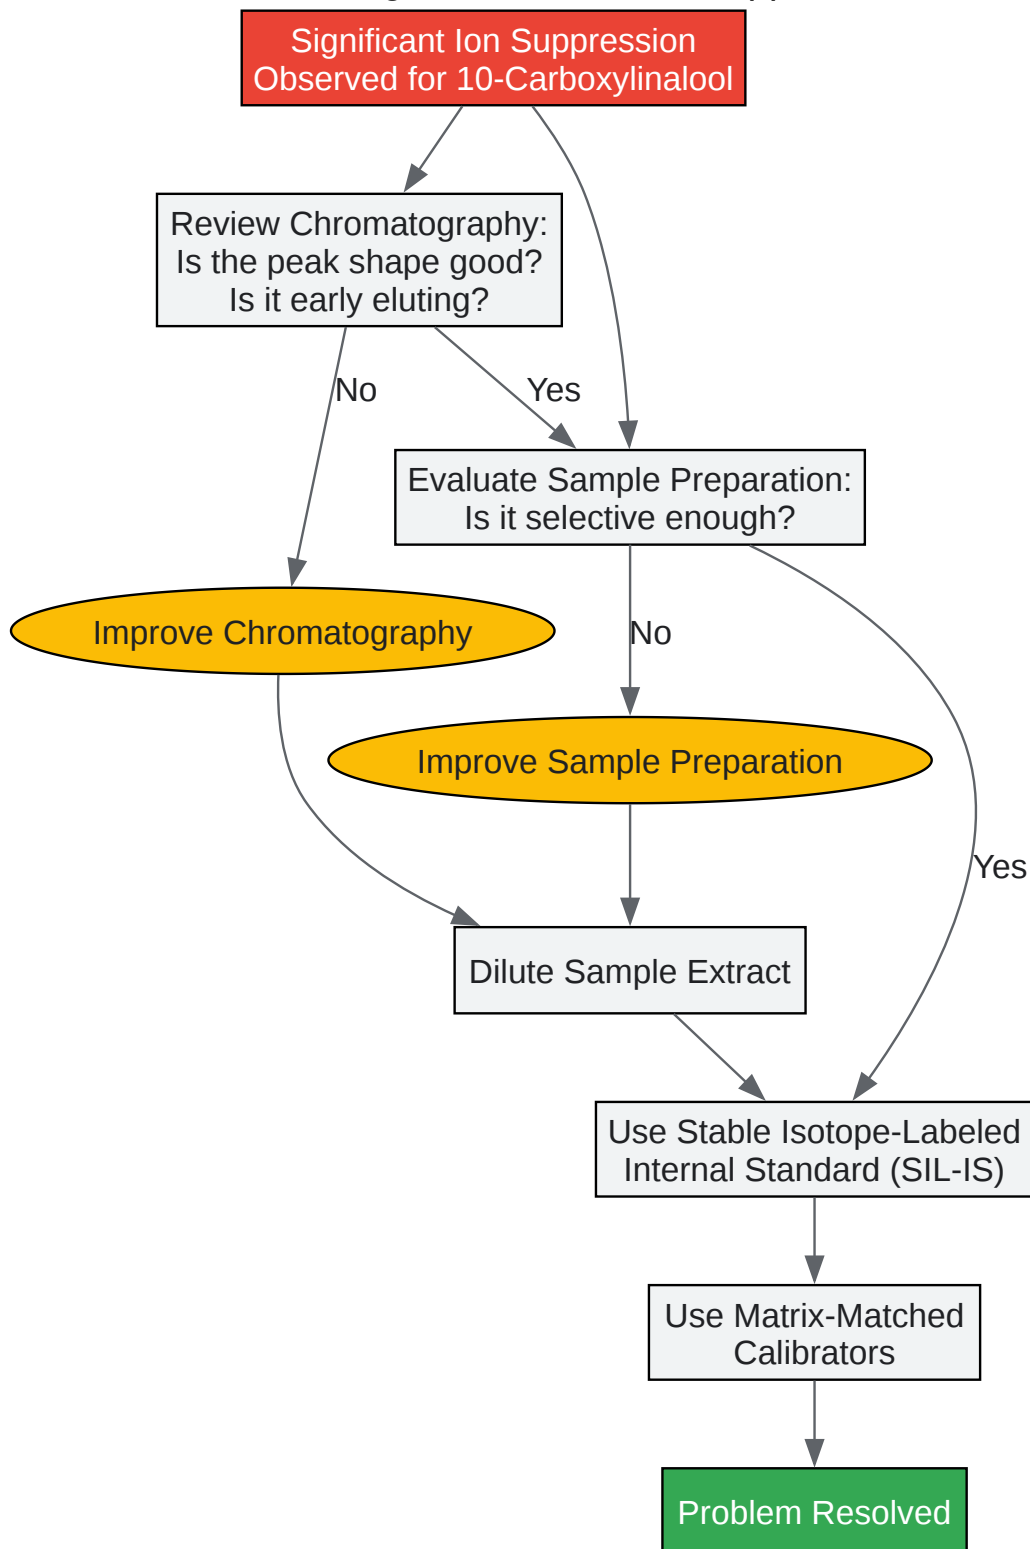 Significant Ion Suppression
Observed for 10-Carboxylinalool
Review Chromatography:
Is the peak shape good?
Is it early eluting?
No
Yes
Evaluate Sample Preparation:
Is it selective enough?
Improve Chromatography
No
Improve Sample Preparation
Yes
Dilute Sample Extract
Use Stable Isotope-Labeled
Internal Standard (SIL-IS)
Use Matrix-Matched
Calibrators
Problem Resolved